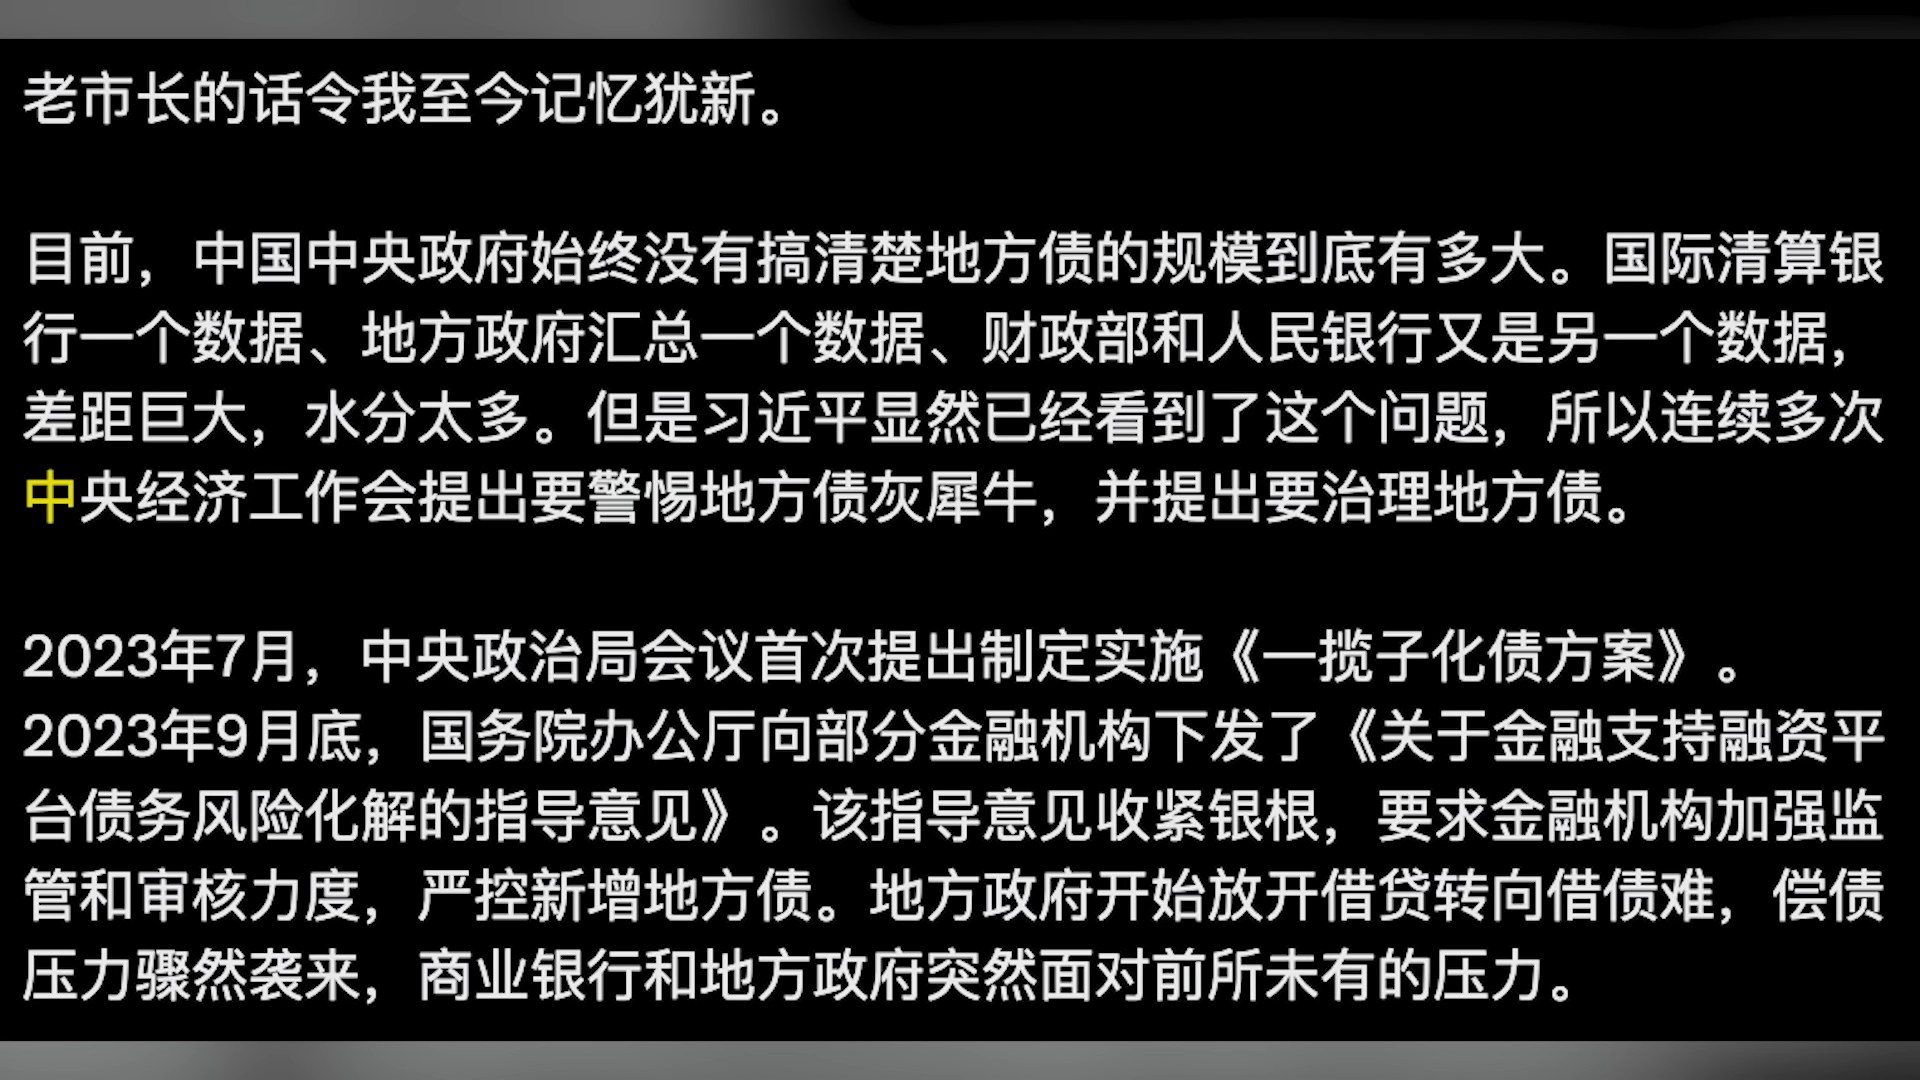 老市长的话令我至今记忆犹新。
目前，中国中央政府始终没有搞清楚地方债的规模到底有多大。国际清算银
行一个数据、地方政府汇总一个数据、财政部和人民银行又是另一个数据，
差距巨大，水分太多。但是习近平显然已经看到了这个问题，所以连续多次
中央经济工作会提出要警惕地方债灰犀牛，并提出要治理地方债。
2023年7月，中央政治局会议首次提出制定实施《一揽子化债方案》。
2023年9月底，国务院办公厅向部分金融机构下发了《关于金融支持融资平
台债务风险化解的指导意见》。该指导意见收紧银根，要求金融机构加强监
管和审核力度，严控新增地方债。地方政府开始放开借贷转向借债难，偿债
压力骤然袭来，商业银行和地方政府突然面对前所未有的压力。